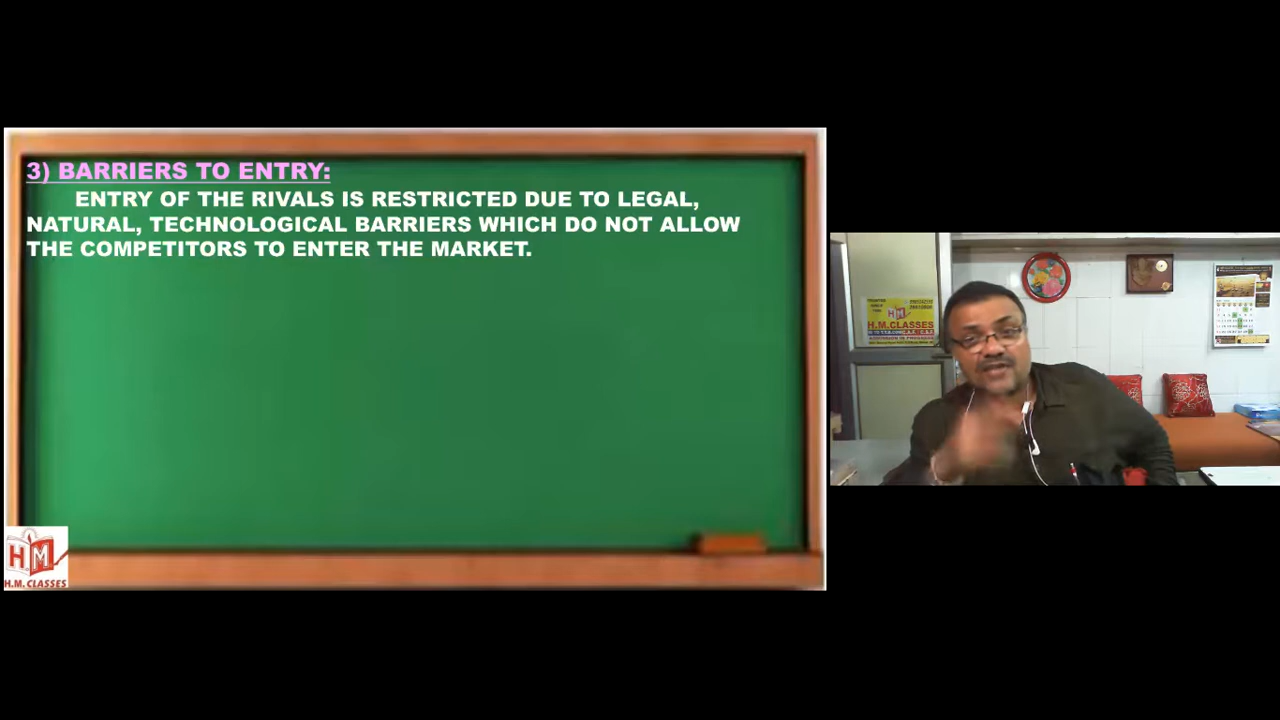 3) BARRIERS TO ENTRY:
ENTRY OF THE RIVALS IS RESTRICTED DUE TO LEGAL,
NATURAL, TECHNOLOGICAL BARRIERS WHICH DO NOT ALLOW
THE COMPETITORS TO ENTER THE MARKET.
HM
H.M. CLASSES
HM
H.M.CLASSES